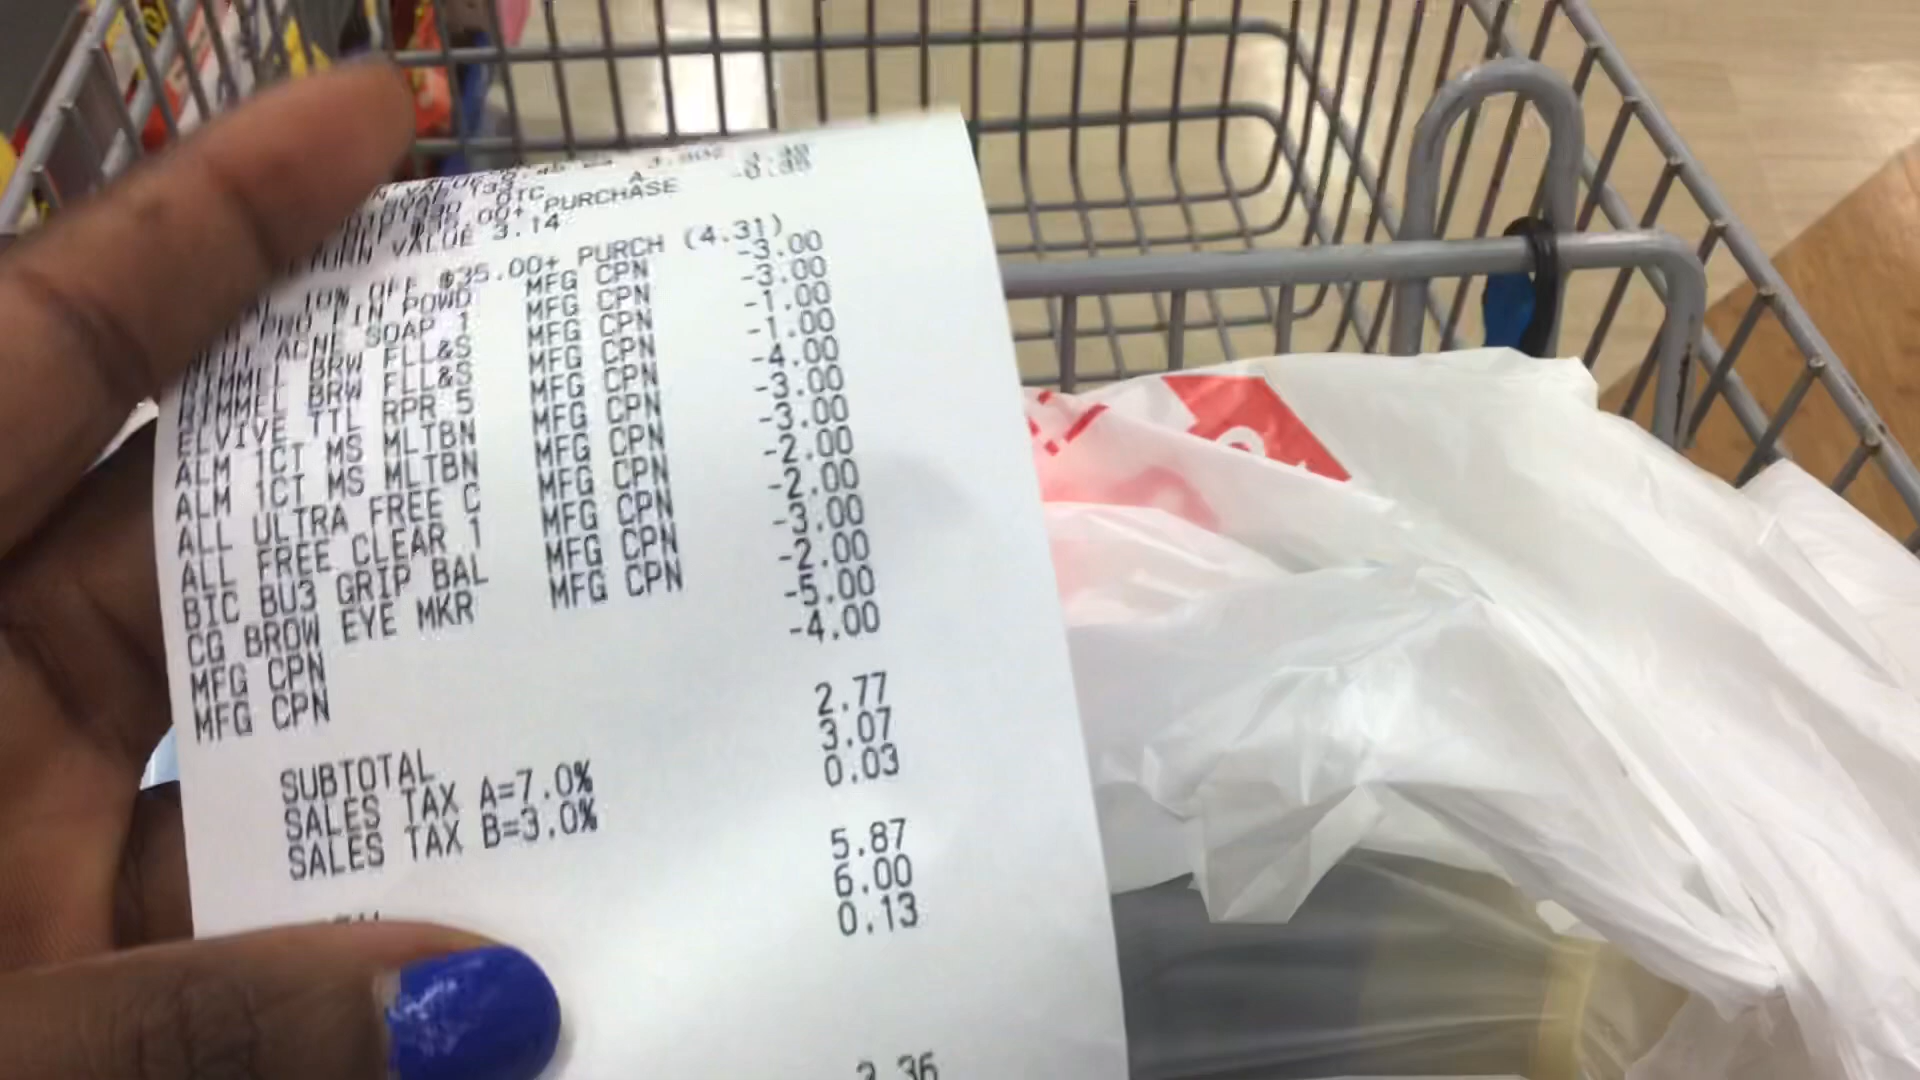 PURCHASE
VALUE 3.14
10% OFF $35.00+ PURCH (4.31)
FIN POWD MFG CPN -3.00
ACNE SOAP 1 MFG CPN -3.00
RIMMEL BRW FLL&S MFG CPN -1.00
RIMMEL BRW FLL&S MFG CPN -1.00
ELVIVE TTL RPR 5 MFG CPN -4.00
ALM 1CT MS MLTBN MFG CPN -3.00
ALM 1CT MS MLTBN MFG CPN -3.00
ALL ULTRA FREE C MFG CPN -2.00
ALL FREE CLEAR 1 MFG CPN -2.00
BIC BU3 GRIP BAL MFG CPN -3.00
CG BROW EYE MKR MFG CPN -2.00
MFG CPN -5.00
MFG CPN -4.00
SUBTOTAL 2.77
SALES TAX A=7.0% 3.07
SALES TAX B=3.0% 0.03
5.87
6.00
0.13